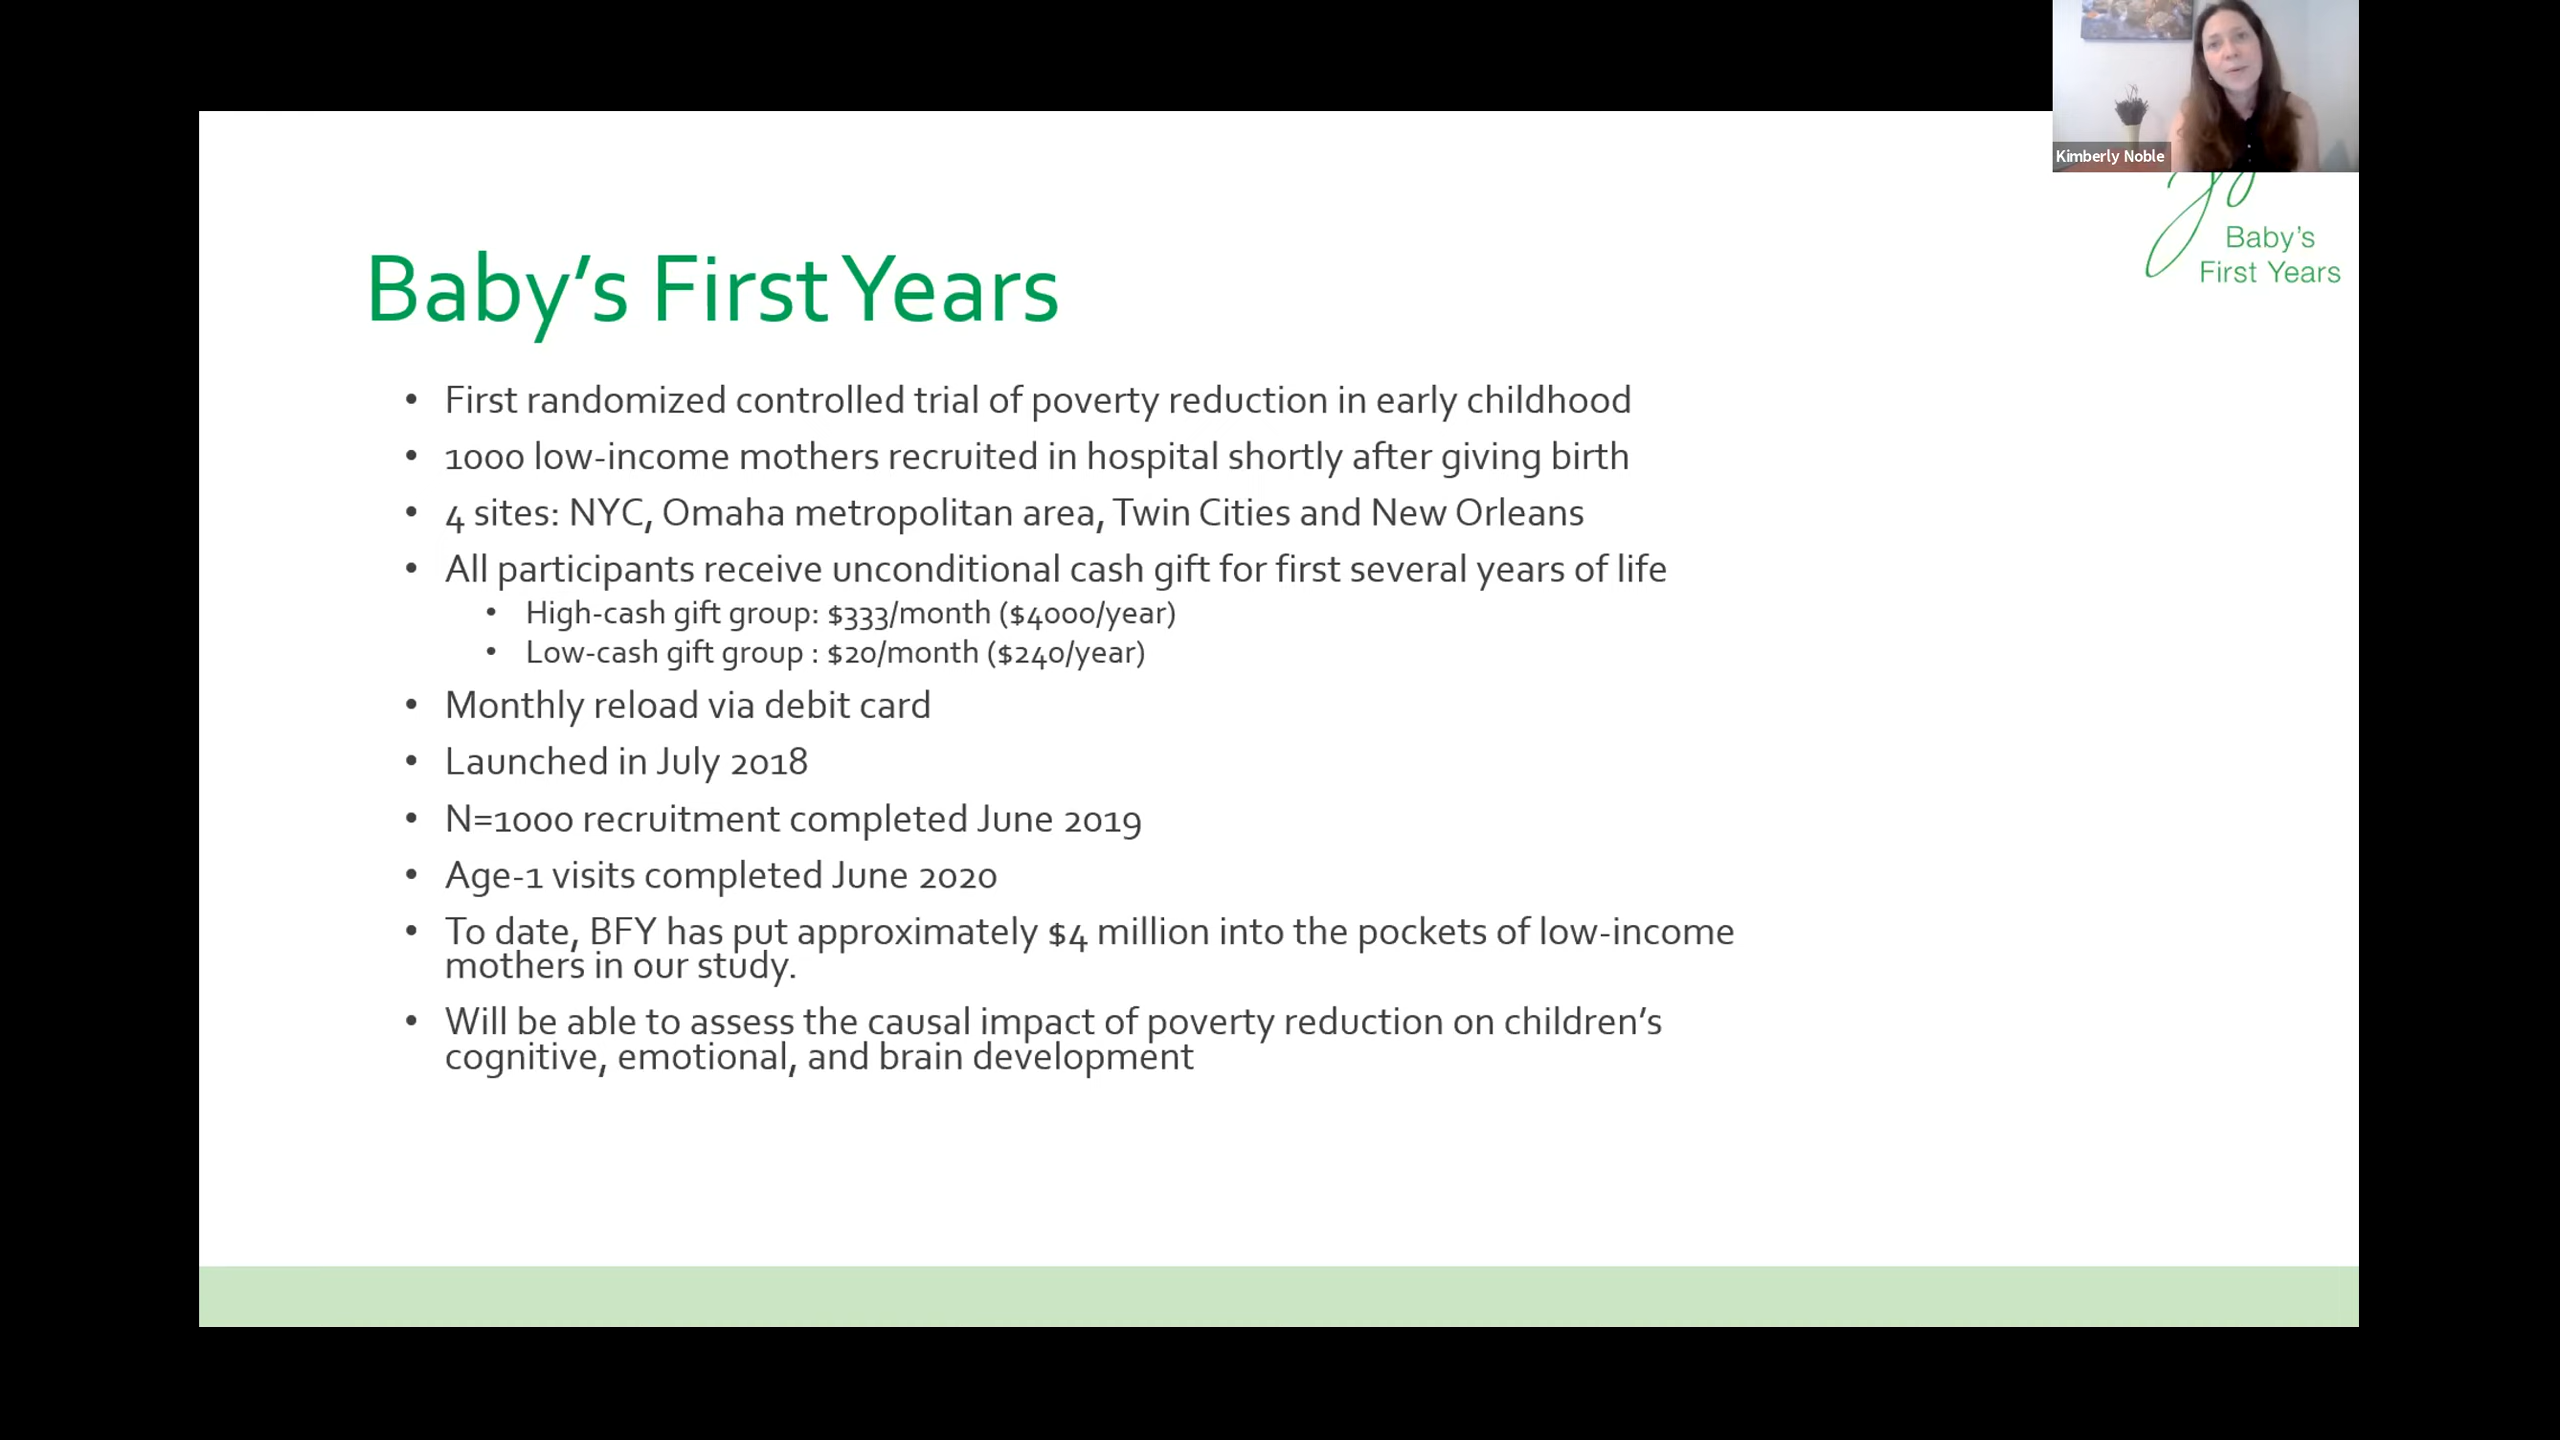 Kimberly Noble
Baby's
First Years
Baby's First Years
• First randomized controlled trial of poverty reduction in early childhood
• 1000 low-income mothers recruited in hospital shortly after giving birth
• 4 sites: NYC, Omaha metropolitan area, Twin Cities and New Orleans
• All participants receive unconditional cash gift for first several years of life
• High-cash gift group: $333/month ($4000/year)
• Low-cash gift group : $20/month ($240/year)
• Monthly reload via debit card
• Launched in July 2018
• N=1000 recruitment completed June 2019
• Age-1 visits completed June 2020
• To date, BFY has put approximately $4 million into the pockets of low-income
mothers in our study.
• Will be able to assess the causal impact of poverty reduction on children's
cognitive, emotional, and brain development